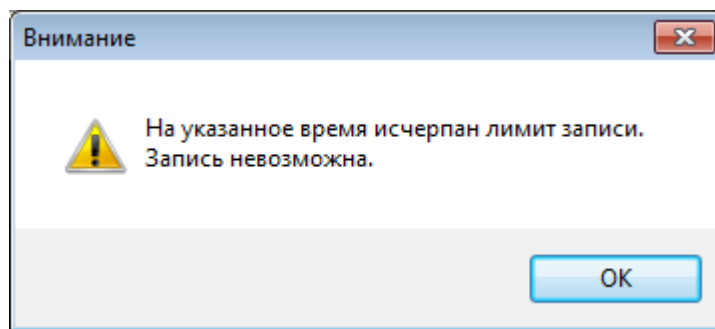 Внимание
На указанное время исчерпан лимит записи.
Запись невозможна.
OK